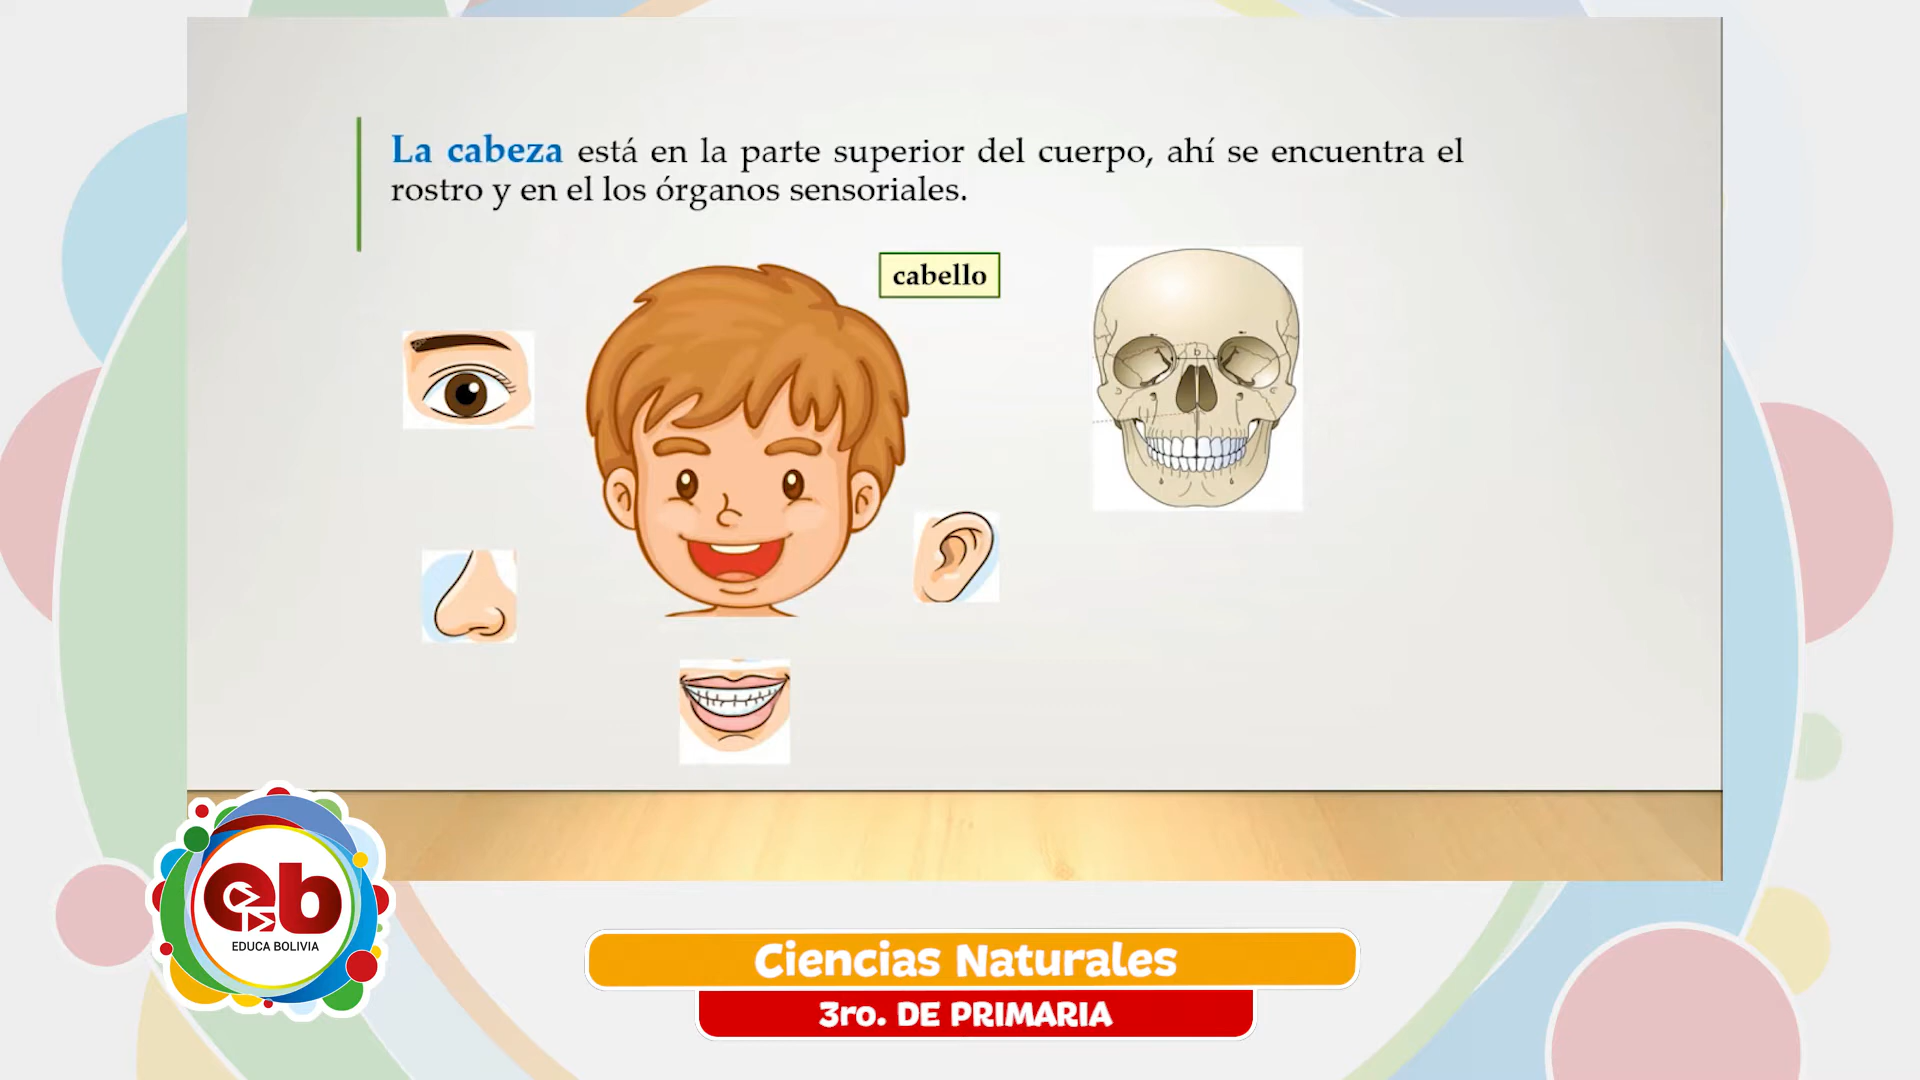 La cabeza está en la parte superior del cuerpo, ahí se encuentra el
rostro y en el los órganos sensoriales.
cabello
b
eb
EDUCA BOLIVIA
Ciencias Naturales
3ro. DE PRIMARIA